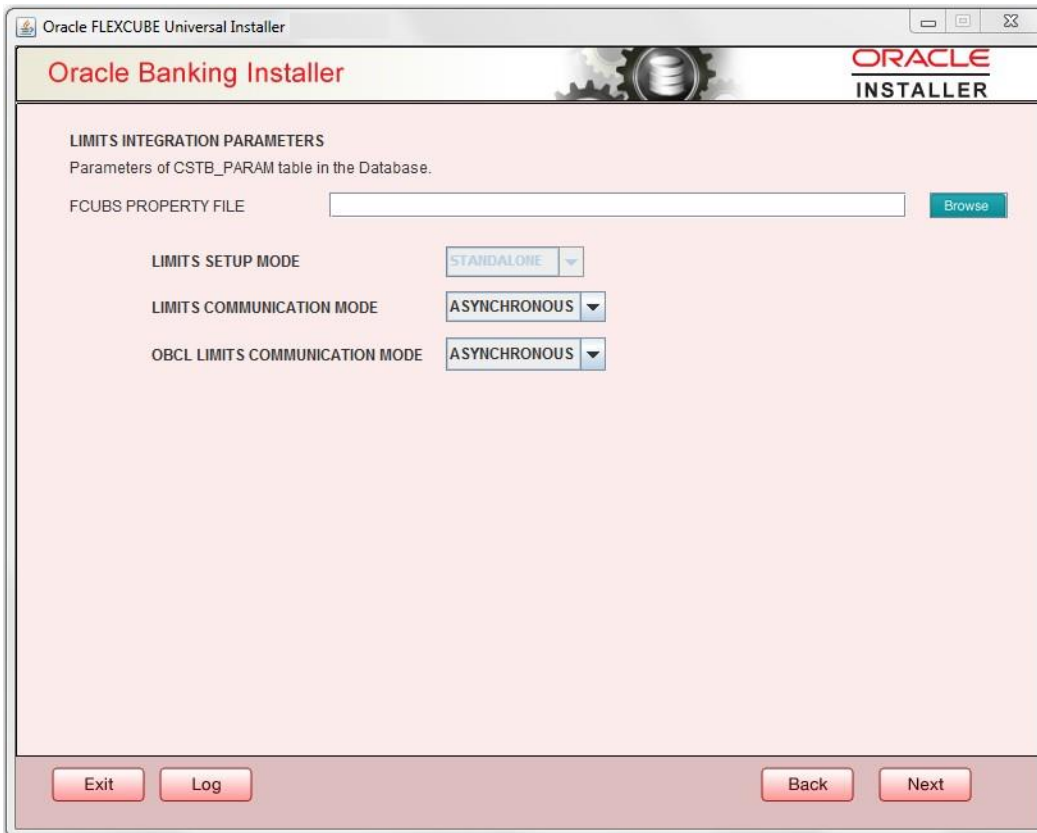 Oracle FLEXCUBE Universal Installer
Oracle Banking Installer
ORACLE
INSTALLER
LIMITS INTEGRATION PARAMETERS
Parameters of CSTB_PARAM table in the Database.
FCUBS PROPERTY FILE Browse
LIMITS SETUP MODE STANDALONE
LIMITS COMMUNICATION MODE ASYNCHRONOUS
OBCL LIMITS COMMUNICATION MODE ASYNCHRONOUS
Exit Log Back Next